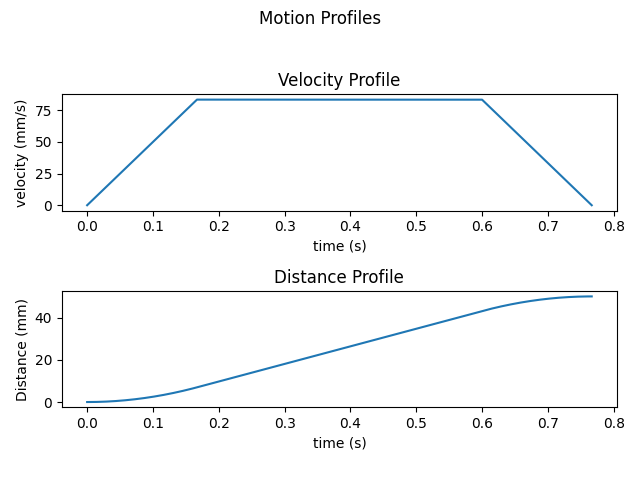 Motion Profiles
Velocity Profile
velocity (mm/s)
75
50
25
0
0.0 0.1 0.2 0.3 0.4 0.5 0.6 0.7 0.8
time (s)
Distance Profile
Distance (mm)
40
20
0
0.0 0.1 0.2 0.3 0.4 0.5 0.6 0.7 0.8
time (s)